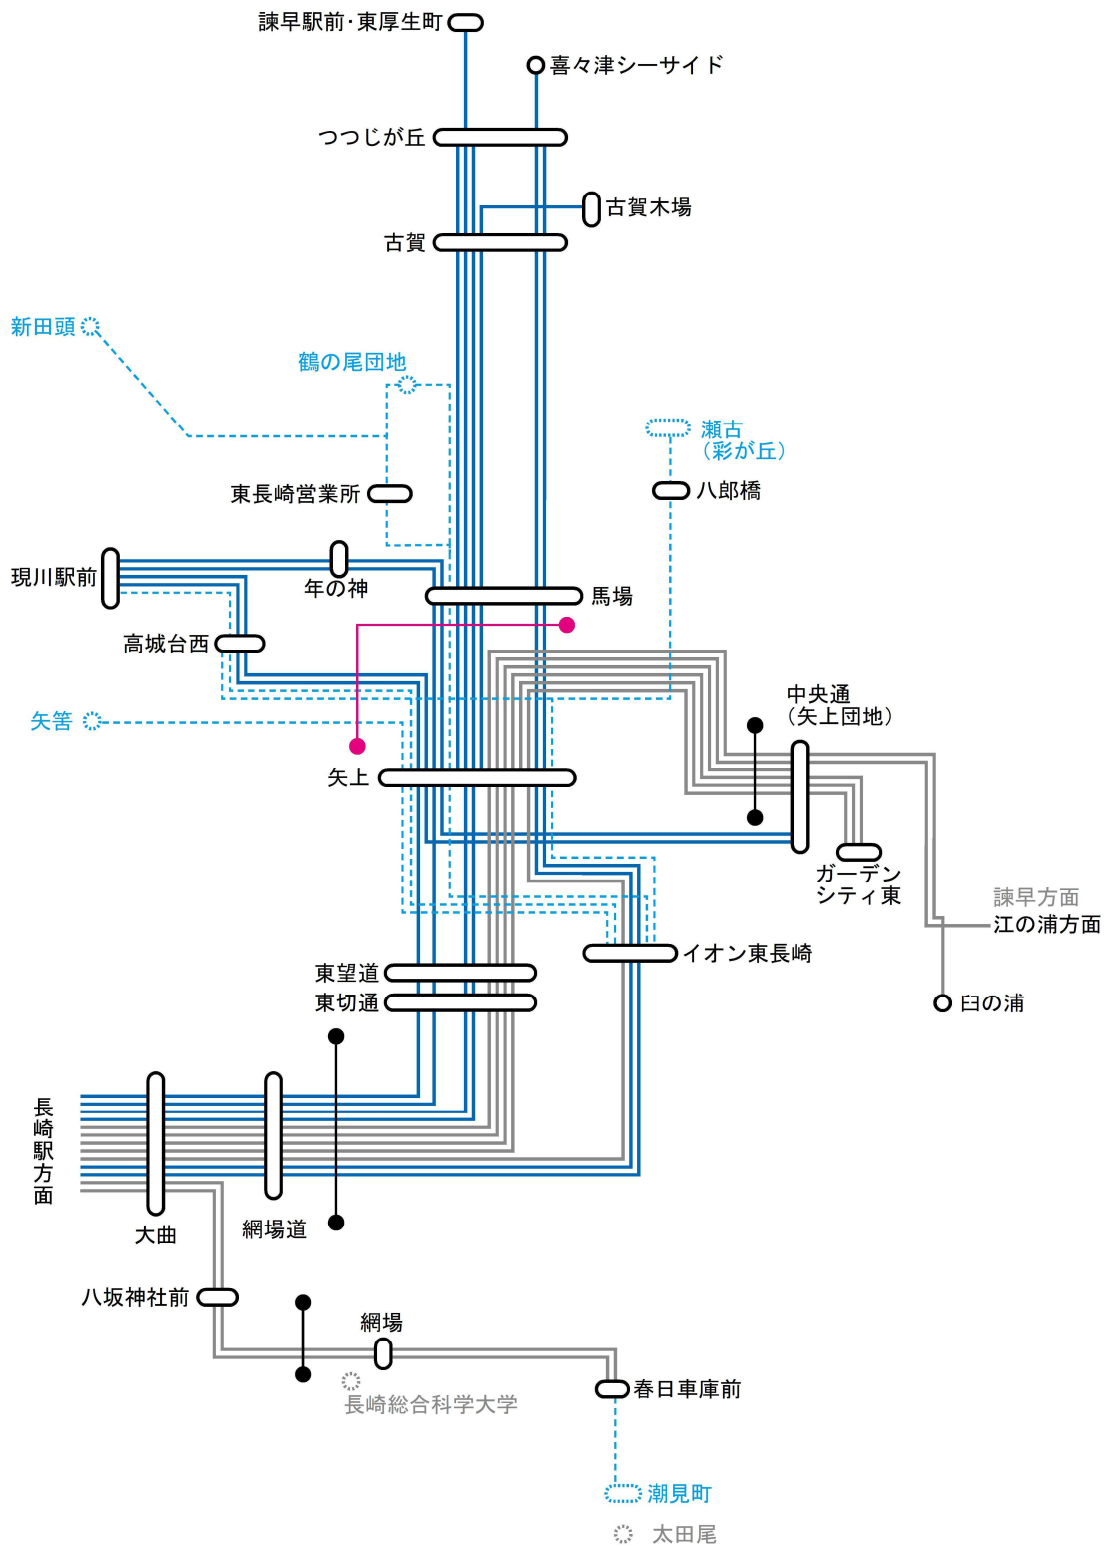 諫早駅前・東厚生町
喜々津シーサイド
つつじが丘
古賀木場
古賀
新田頭
鶴の尾団地
瀬古
（彩が丘）
東長崎営業所
八郎橋
現川駅前
年の神
馬場
高城台西
中央通
（矢上団地）
矢筈
矢上
ガーデン
シティ東
諫早方面
江の浦方面
イオン東長崎
東望道
東切通
臼の浦
長崎駅方面
大曲
網場道
八坂神社前
網場
長崎総合科学大学
春日車庫前
潮見町
太田尾